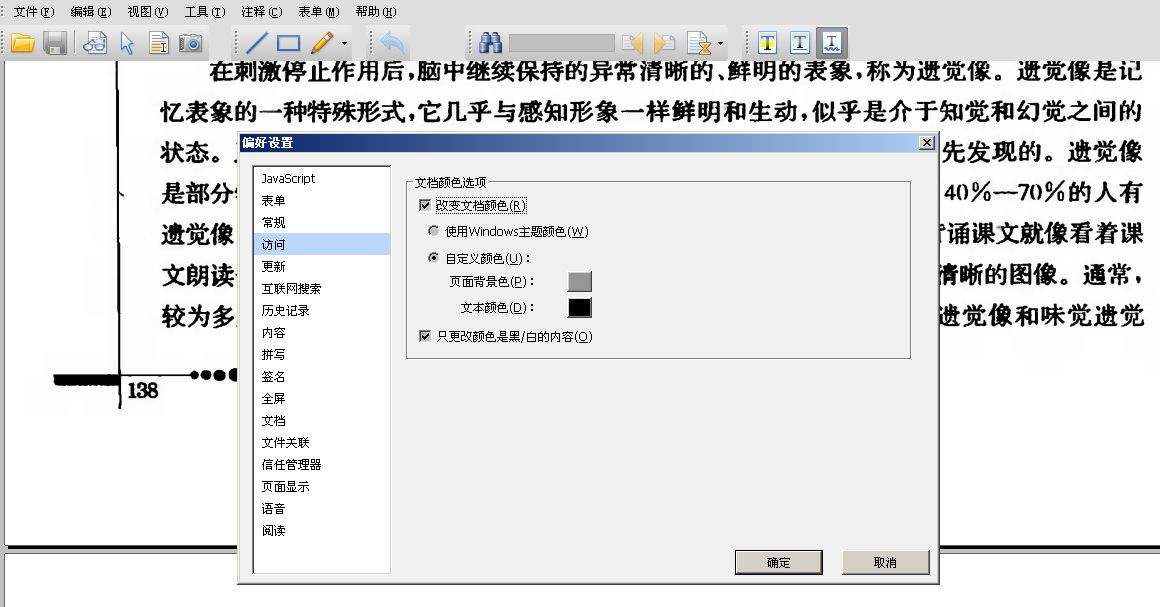 文件(F) 编辑(E) 视图(V) 工具(T) 注释(C) 表单(M) 帮助(H)
在刺激停止作用后,脑中继续保持的异常清晰的、鲜明的表象,称为遗觉像。遗觉像是记
忆表象的一种特殊形式,它几乎与感知形象一样鲜明和生动,似乎是介于知觉和幻觉之间的
状态。
先发现的。遗觉像
是部分
40%—70%的人有
遗觉像
诵课文就像看着课
文朗读
清晰的图像。通常,
较为多
遗觉像和味觉遗觉
138
偏好设置
JavaScript
表单
常规
访问
更新
互联网搜索
历史记录
内容
拼写
签名
全屏
文档
文件关联
信任管理器
页面显示
语音
阅读
文档颜色选项
改变文档颜色(R)
使用Windows主题颜色(W)
自定义颜色(U):
页面背景色(P):
文本颜色(D):
只更改颜色是黑/白的内容(O)
确定 取消